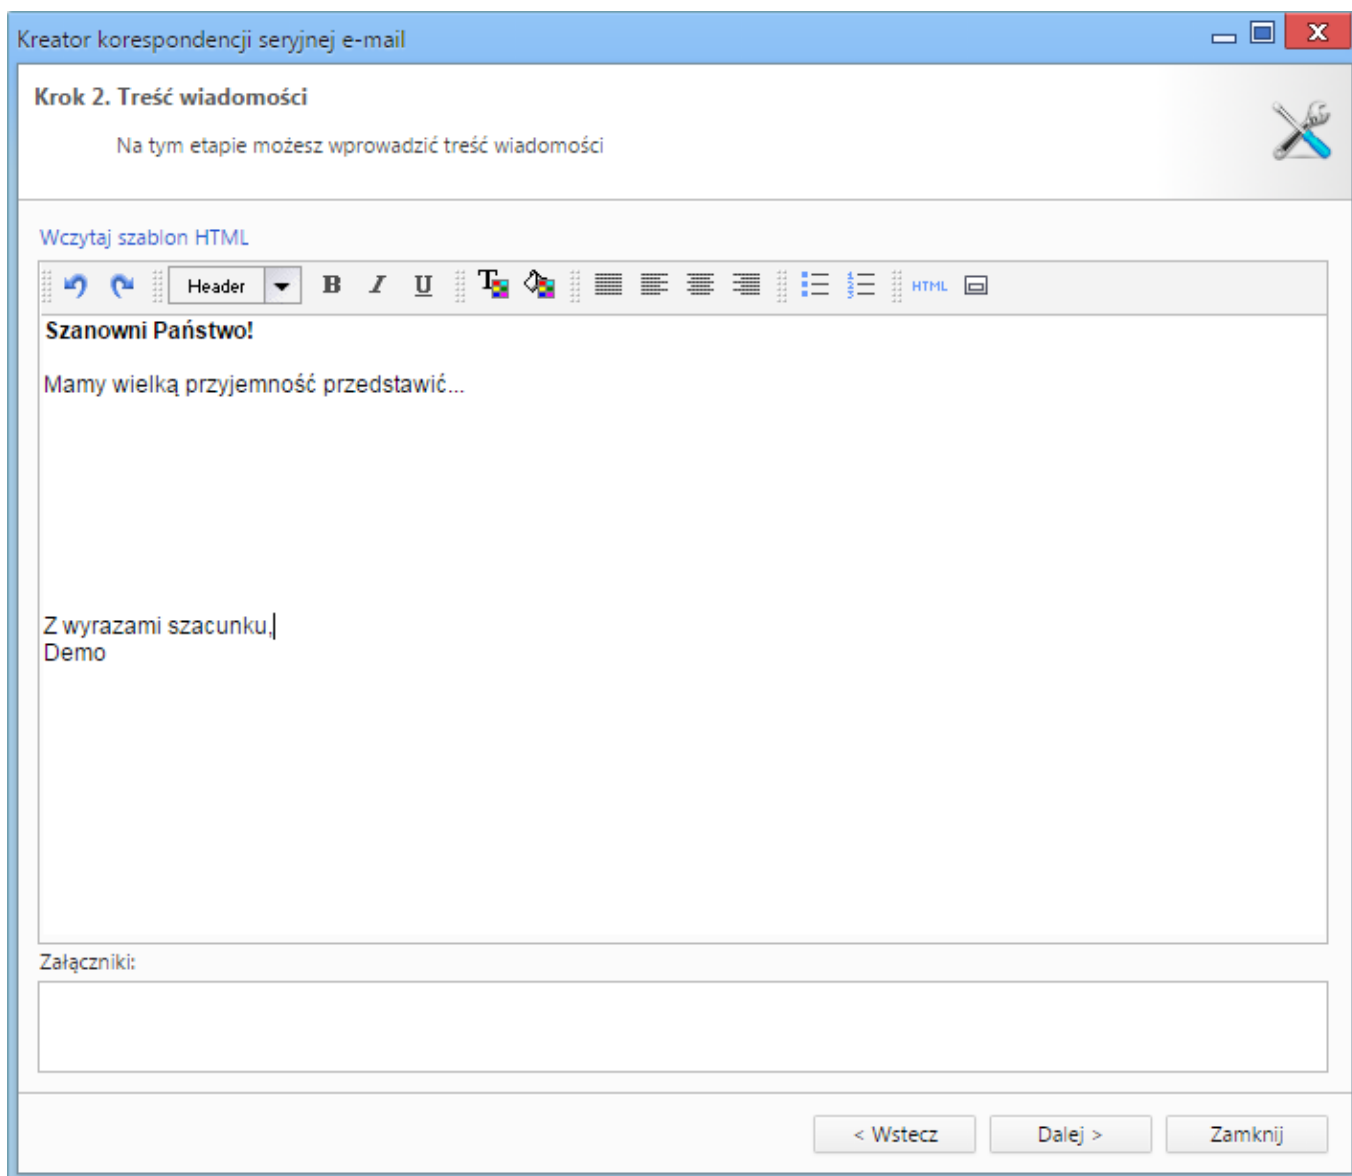 Kreator korespondencji seryjnej e-mail
Krok 2. Treść wiadomości
Na tym etapie możesz wprowadzić treść wiadomości
Wczytaj szablon HTML
Header B I U T HTML
Szanowni Państwo!
Mamy wielką przyjemność przedstawić...
Z wyrazami szacunku,
Demo
Załączniki:
< Wstecz Dalej > Zamknij